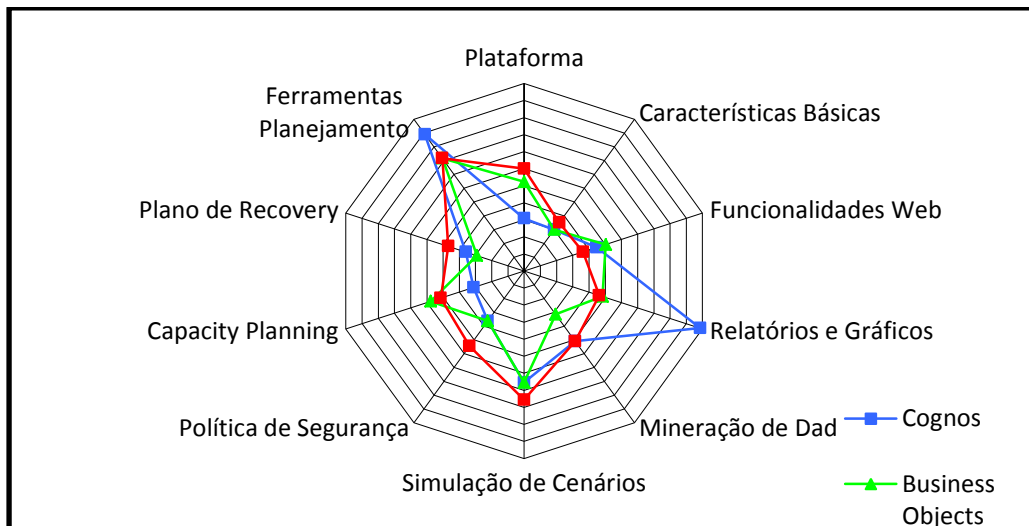 Plataforma
Ferramentas
Planejamento
Características Básicas
Plano de Recovery
Funcionalidades Web
Capacity Planning
Relatórios e Gráficos
Política de Segurança
Mineração de Dad
Simulação de Cenários
Cognos
Business
Objects